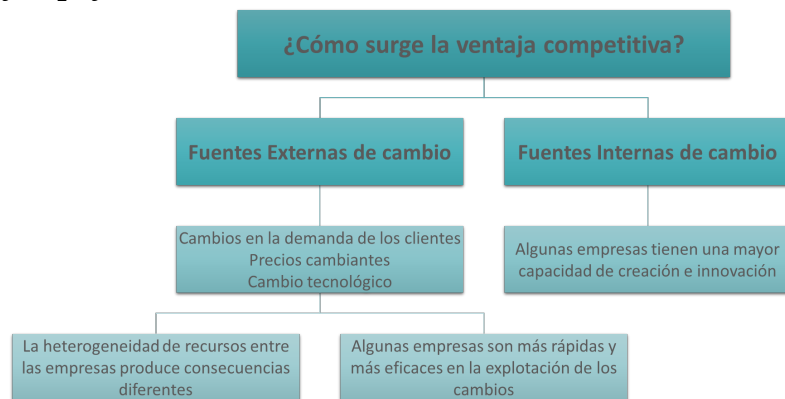 ¿Cómo surge la ventaja competitiva?
Fuentes Externas de cambio
Fuentes Internas de cambio
Cambios en la demanda de los clientes
Precios cambiantes
Cambio tecnológico
Algunas empresas tienen una mayor
capacidad de creación e innovación
La heterogeneidad de recursos entre
las empresas produce consecuencias
diferentes
Algunas empresas son más rápidas y
más eficaces en la explotación de los
cambios